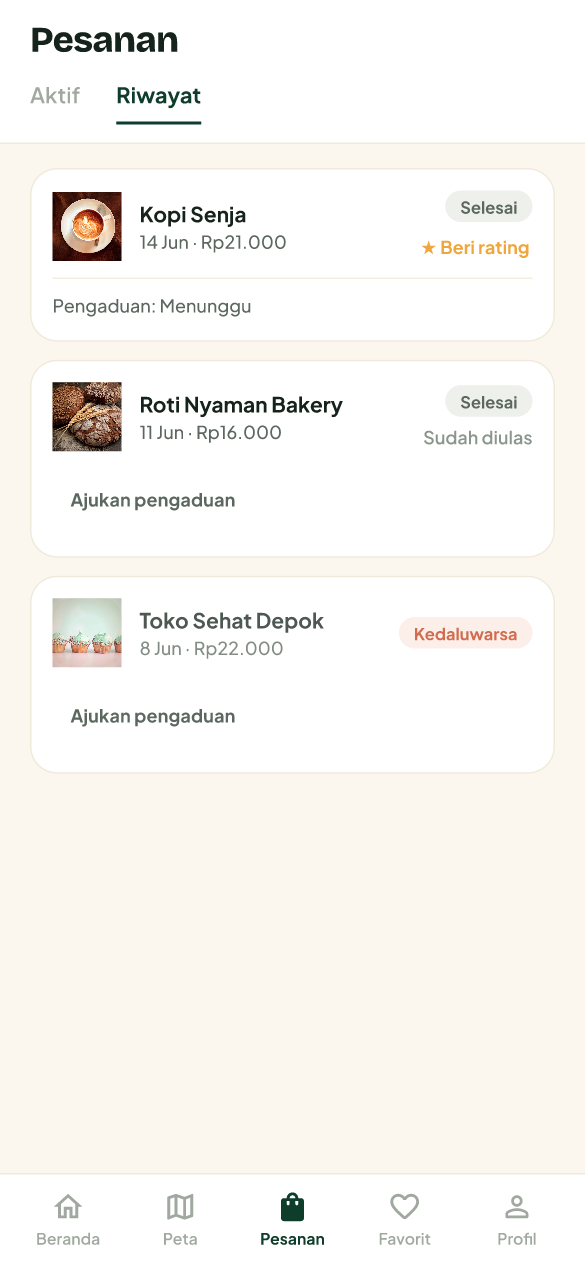 Pesanan
Aktif Riwayat
Kopi Senja
14 Jun · Rp21.000
Selesai
★ Beri rating
Pengaduan: Menunggu
Roti Nyaman Bakery
11 Jun · Rp16.000
Selesai
Sudah diulas
Ajukan pengaduan
Toko Sehat Depok
8 Jun · Rp22.000
Kedaluwarsa
Ajukan pengaduan
Beranda Peta Pesanan Favorit Profil